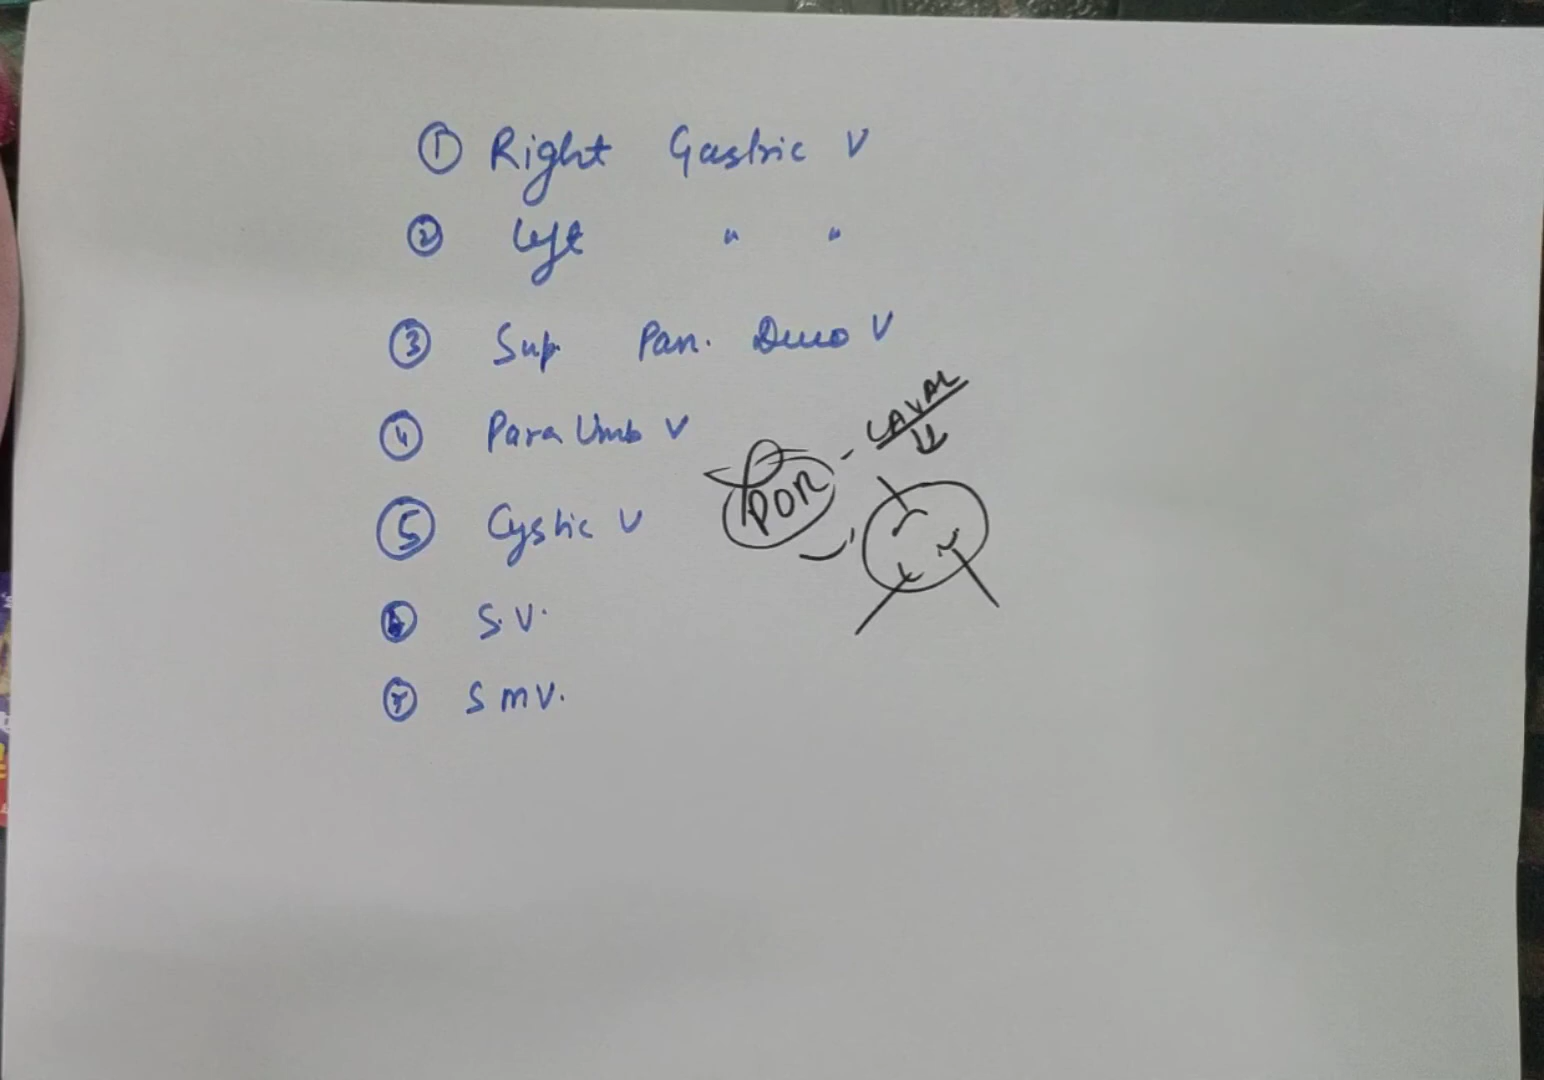 ① Right Gastric V
② Left " "
③ Sup. Pan. Duo V
④ Para Umb V
⑤ Cystic V
⑥ S.V.
⑦ SMV.
POR - CAVAL